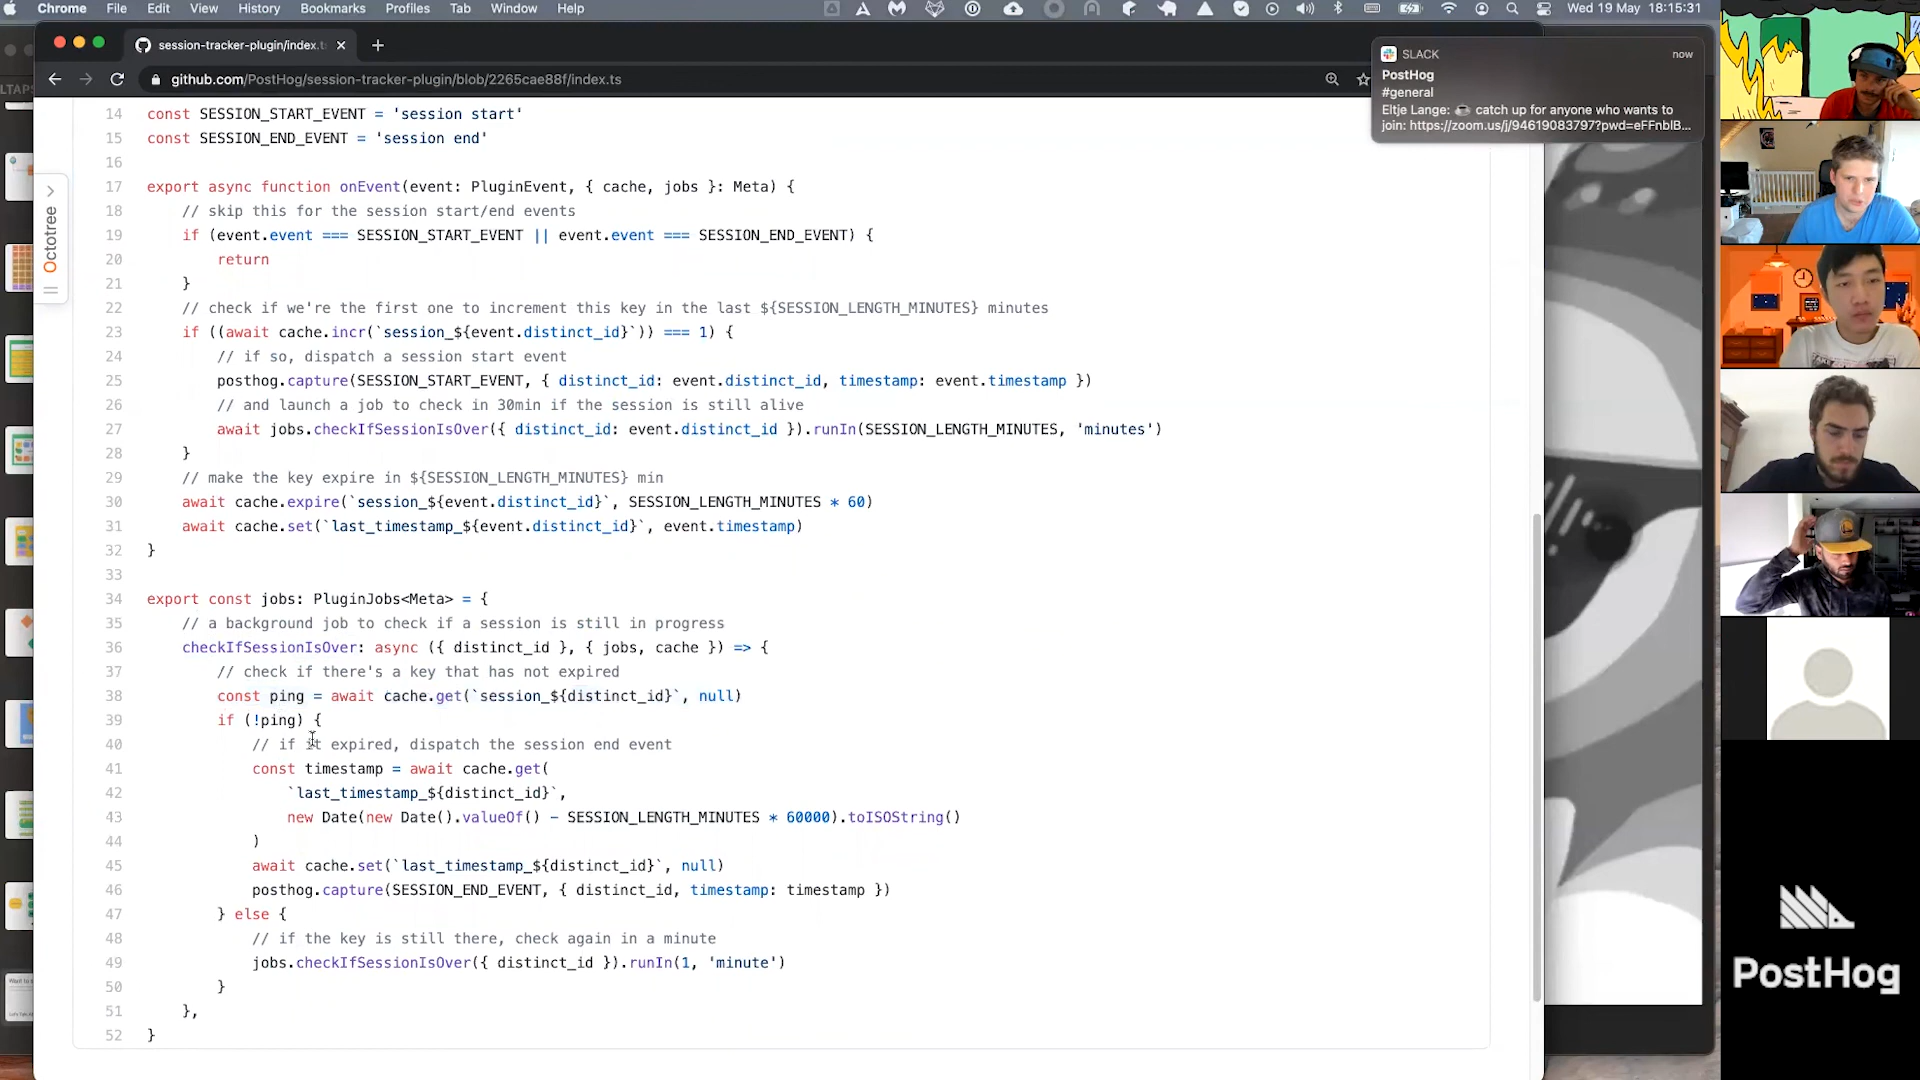 Chrome File Edit View History Bookmarks Profiles Tab Window Help Wed 19 May 18:15:31
session-tracker-plugin/index.t
github.com/PostHog/session-tracker-plugin/blob/2265cae88f/index.ts
SLACK now
PostHog
#general
Eltje Lange: ☕ catch up for anyone who wants to
join: https://zoom.us/j/94619083797?pwd=eFFnblB...
Octotree
14 const SESSION_START_EVENT = 'session start'
15 const SESSION_END_EVENT = 'session end'
16
17 export async function onEvent(event: PluginEvent, { cache, jobs }: Meta) {
18 // skip this for the session start/end events
19 if (event.event === SESSION_START_EVENT || event.event === SESSION_END_EVENT) {
20 return
21 }
22 // check if we're the first one to increment this key in the last ${SESSION_LENGTH_MINUTES} minutes
23 if ((await cache.incr(`session_${event.distinct_id}`)) === 1) {
24 // if so, dispatch a session start event
25 posthog.capture(SESSION_START_EVENT, { distinct_id: event.distinct_id, timestamp: event.timestamp })
26 // and launch a job to check in 30min if the session is still alive
27 await jobs.checkIfSessionIsOver({ distinct_id: event.distinct_id }).runIn(SESSION_LENGTH_MINUTES, 'minutes')
28 }
29 // make the key expire in ${SESSION_LENGTH_MINUTES} min
30 await cache.expire(`session_${event.distinct_id}`, SESSION_LENGTH_MINUTES * 60)
31 await cache.set(`last_timestamp_${event.distinct_id}`, event.timestamp)
32 }
33
34 export const jobs: PluginJobs<Meta> = {
35 // a background job to check if a session is still in progress
36 checkIfSessionIsOver: async ({ distinct_id }, { jobs, cache }) => {
37 // check if there's a key that has not expired
38 const ping = await cache.get(`session_${distinct_id}`, null)
39 if (!ping) {
40 // if it expired, dispatch the session end event
41 const timestamp = await cache.get(
42 `last_timestamp_${distinct_id}`,
43 new Date(new Date().valueOf() - SESSION_LENGTH_MINUTES * 60000).toISOString()
44 )
45 await cache.set(`last_timestamp_${distinct_id}`, null)
46 posthog.capture(SESSION_END_EVENT, { distinct_id, timestamp: timestamp })
47 } else {
48 // if the key is still there, check again in a minute
49 jobs.checkIfSessionIsOver({ distinct_id }).runIn(1, 'minute')
50 }
51 },
52 }
PostHog